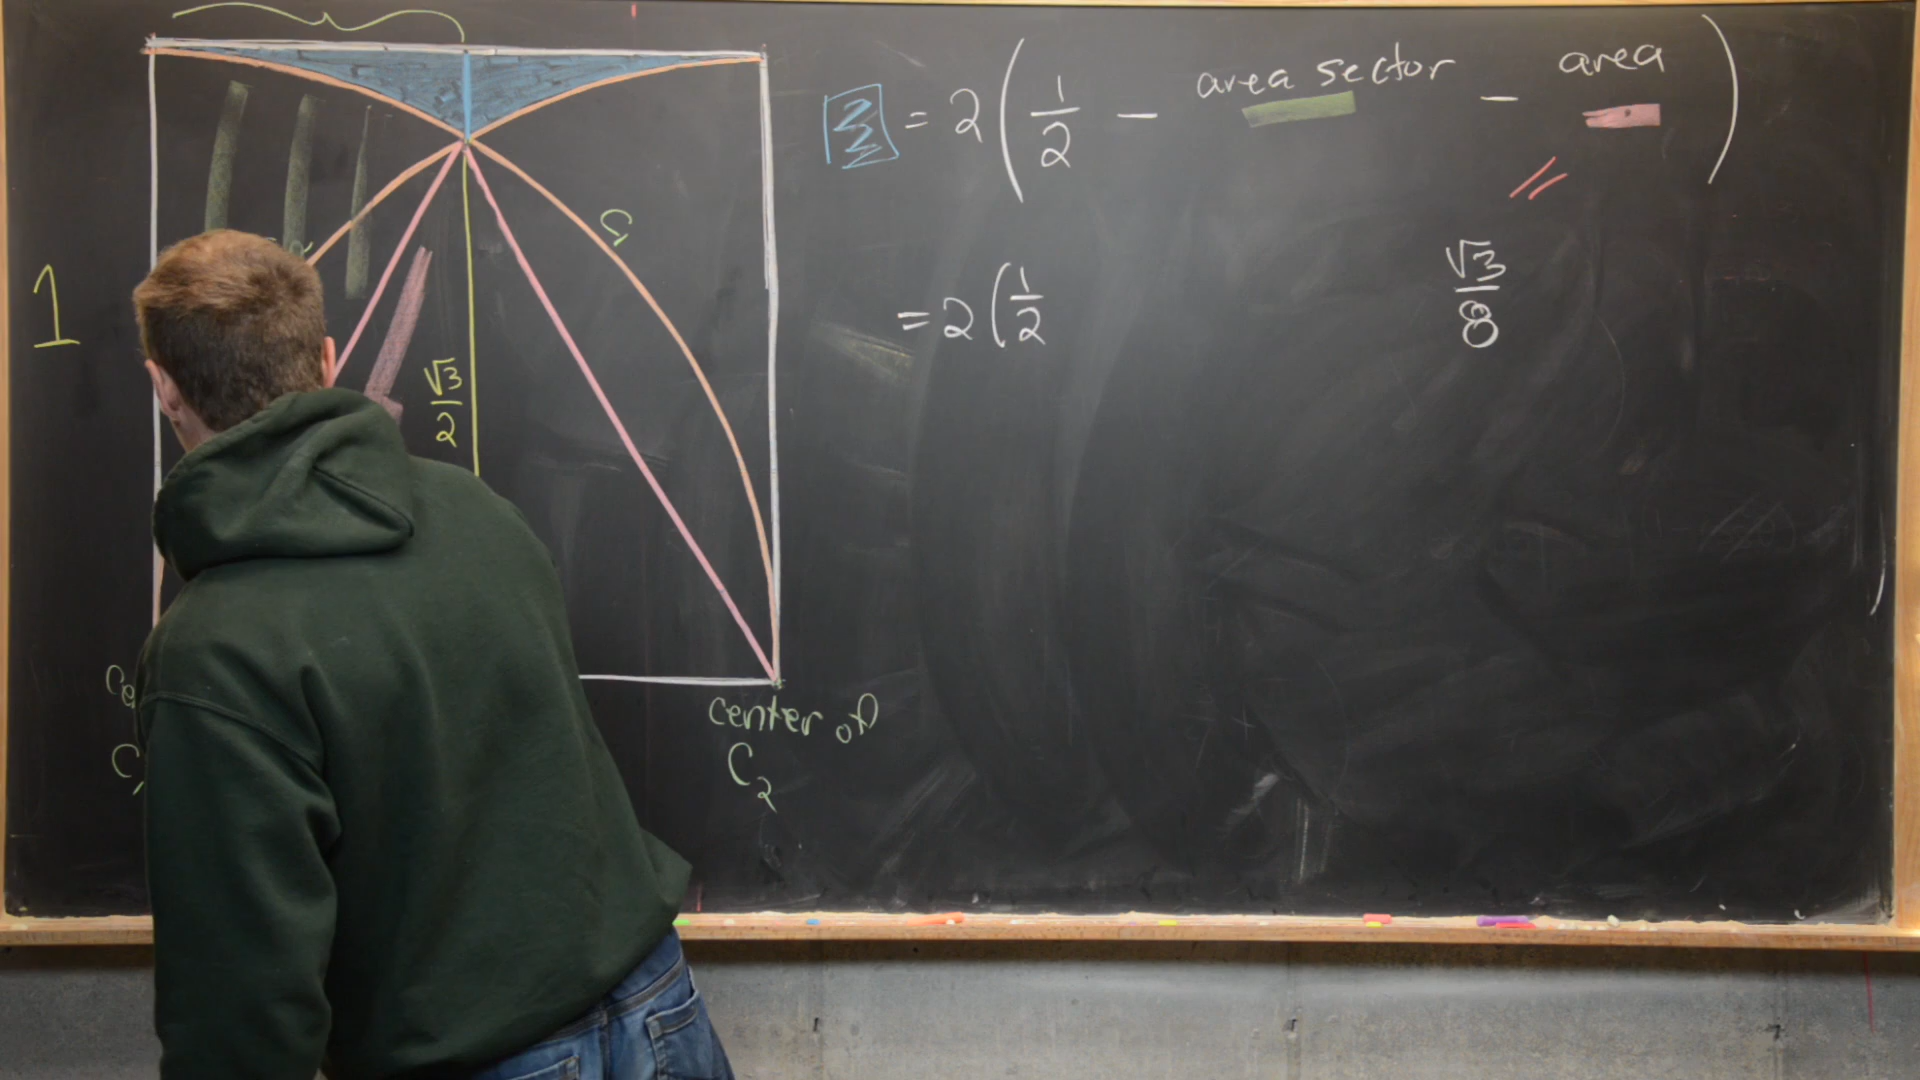 = 2 ( 1/2 - area sector - area )
= 2 ( 1/2 √3/8
1
C₁
√3/2
center of
C₂